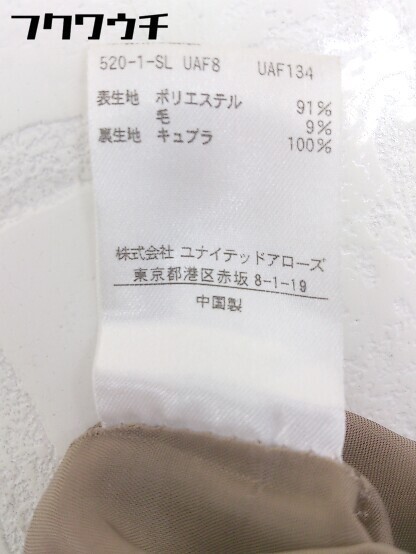 フクワウチ
520-1-SL UAF8 UAF134
表生地 ポリエステル 91%
毛 9%
裏生地 キュプラ 100%
株式会社 ユナイテッドアローズ
東京都港区赤坂 8-1-19
中国製